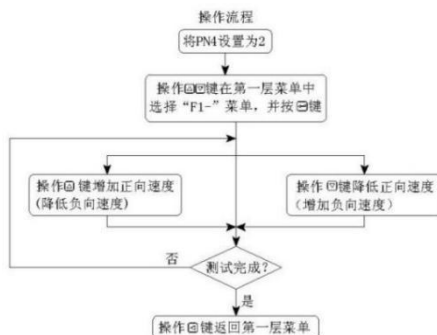 操作流程
将PN4设置为2
操作▲▼键在第一层菜单中
选择“F1-”菜单，并按⏎键
操作▲键增加正向速度
(降低负向速度)
操作▼键降低正向速度
（增加负向速度）
否
测试完成？
是
操作◀键返回第一层菜单